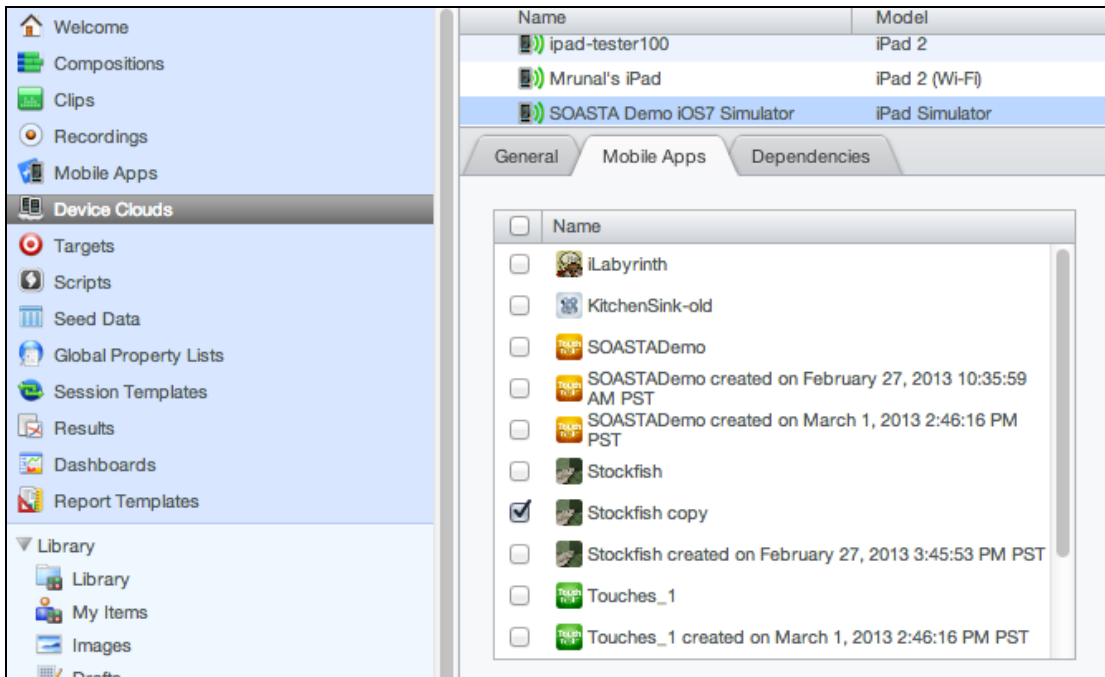 Welcome
Compositions
Clips
Recordings
Mobile Apps
Device Clouds
Targets
Scripts
Seed Data
Global Property Lists
Session Templates
Results
Dashboards
Report Templates
Library
Library
My Items
Images
Drafts
Name Model
ipad-tester100 iPad 2
Mrunal's iPad iPad 2 (Wi-Fi)
SOASTA Demo iOS7 Simulator iPad Simulator
General Mobile Apps Dependencies
Name
iLabyrinth
KitchenSink-old
SOASTADemo
SOASTADemo created on February 27, 2013 10:35:59
AM PST
SOASTADemo created on March 1, 2013 2:46:16 PM
PST
Stockfish
Stockfish copy
Stockfish created on February 27, 2013 3:45:53 PM PST
Touches_1
Touches_1 created on March 1, 2013 2:46:16 PM PST